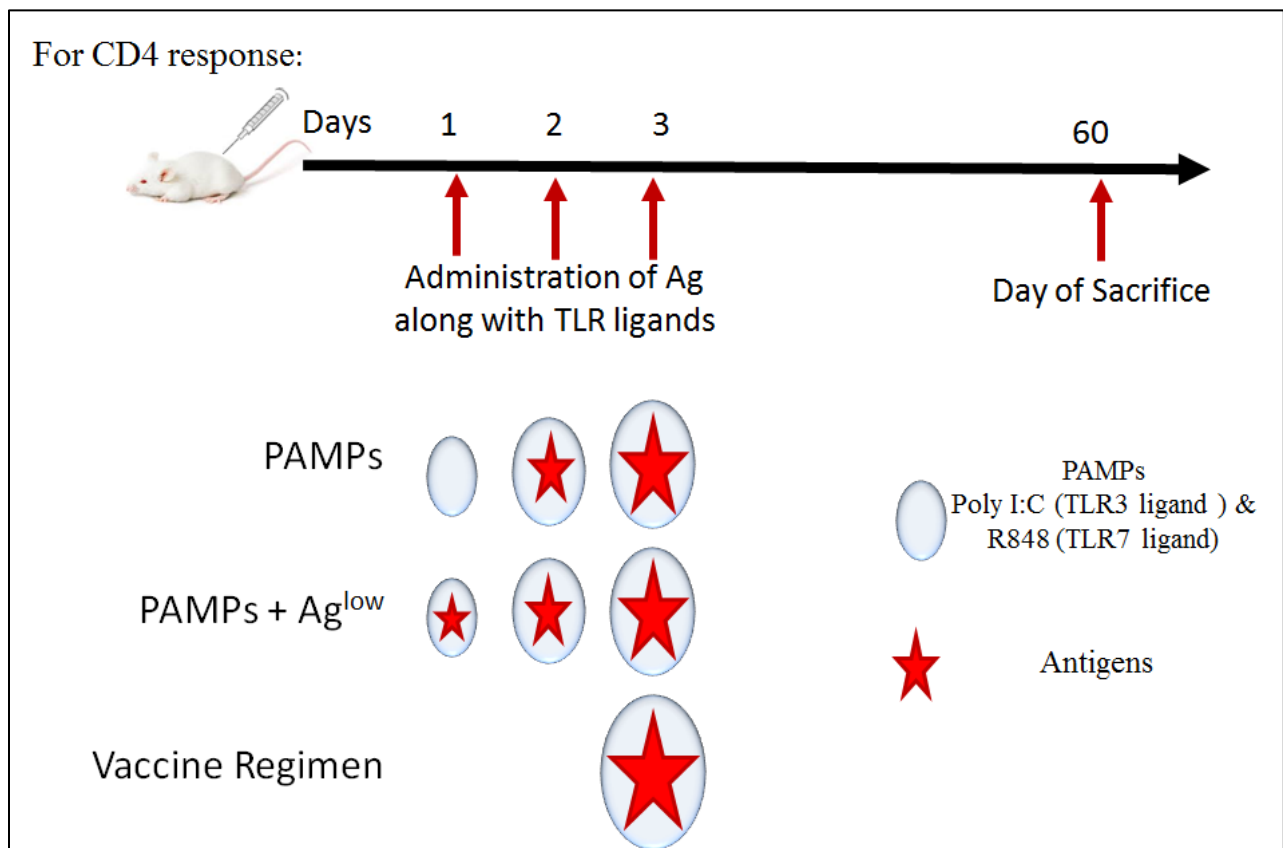 For CD4 response:
Days 1 2 3 60
Administration of Ag
along with TLR ligands
Day of Sacrifice
PAMPs
PAMPs + Ag^low
Vaccine Regimen
PAMPs
Poly I:C (TLR3 ligand ) &
R848 (TLR7 ligand)
Antigens